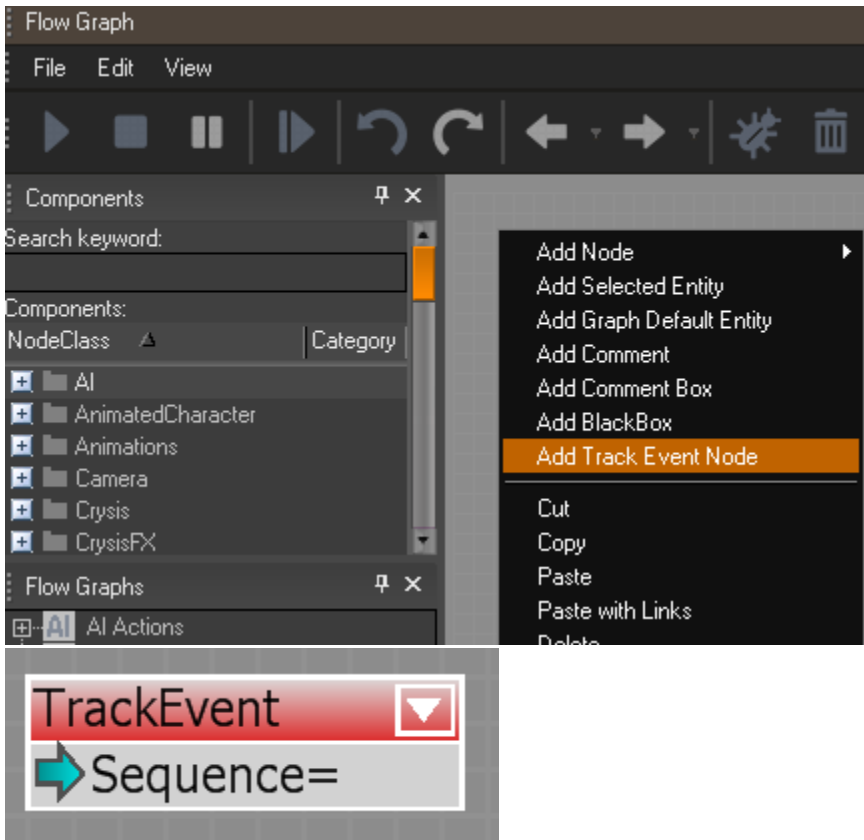 Flow Graph
File Edit View
Components
Search keyword:
Components:
NodeClass Category
AI
AnimatedCharacter
Animations
Camera
Crysis
CrysisFX
Flow Graphs
AI AI Actions
Add Node
Add Selected Entity
Add Graph Default Entity
Add Comment
Add Comment Box
Add BlackBox
Add Track Event Node
Cut
Copy
Paste
Paste with Links
Delete
TrackEvent
Sequence=